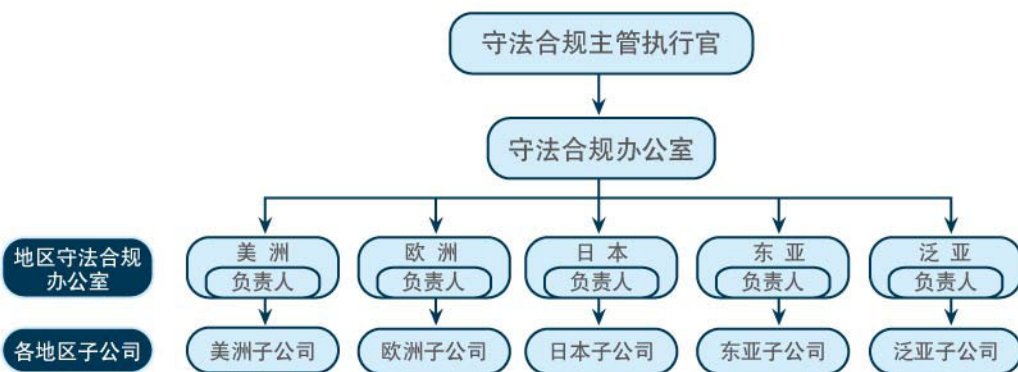 守法合规主管执行官
守法合规办公室
地区守法合规
办公室
美 洲
负责人
欧 洲
负责人
日 本
负责人
东 亚
负责人
泛 亚
负责人
各地区子公司
美洲子公司
欧洲子公司
日本子公司
东亚子公司
泛亚子公司